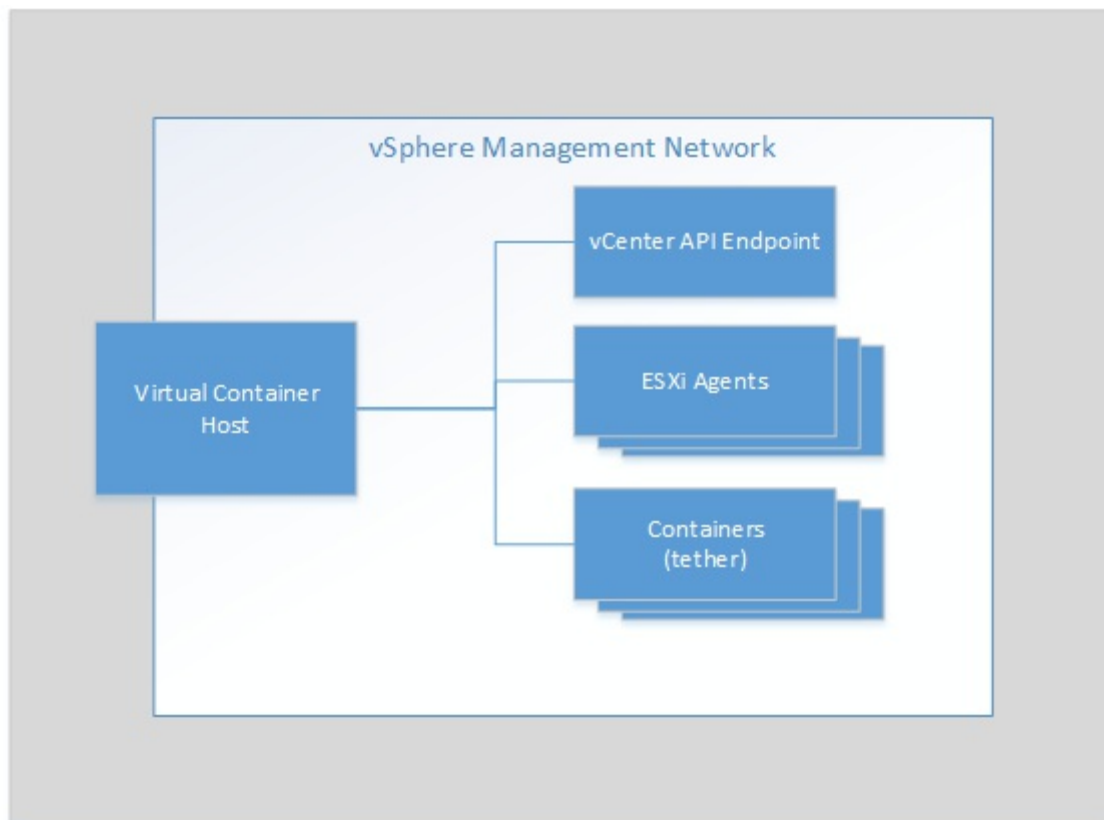 vSphere Management Network
vCenter API Endpoint
Virtual Container
Host
ESXi Agents
Containers
(tether)